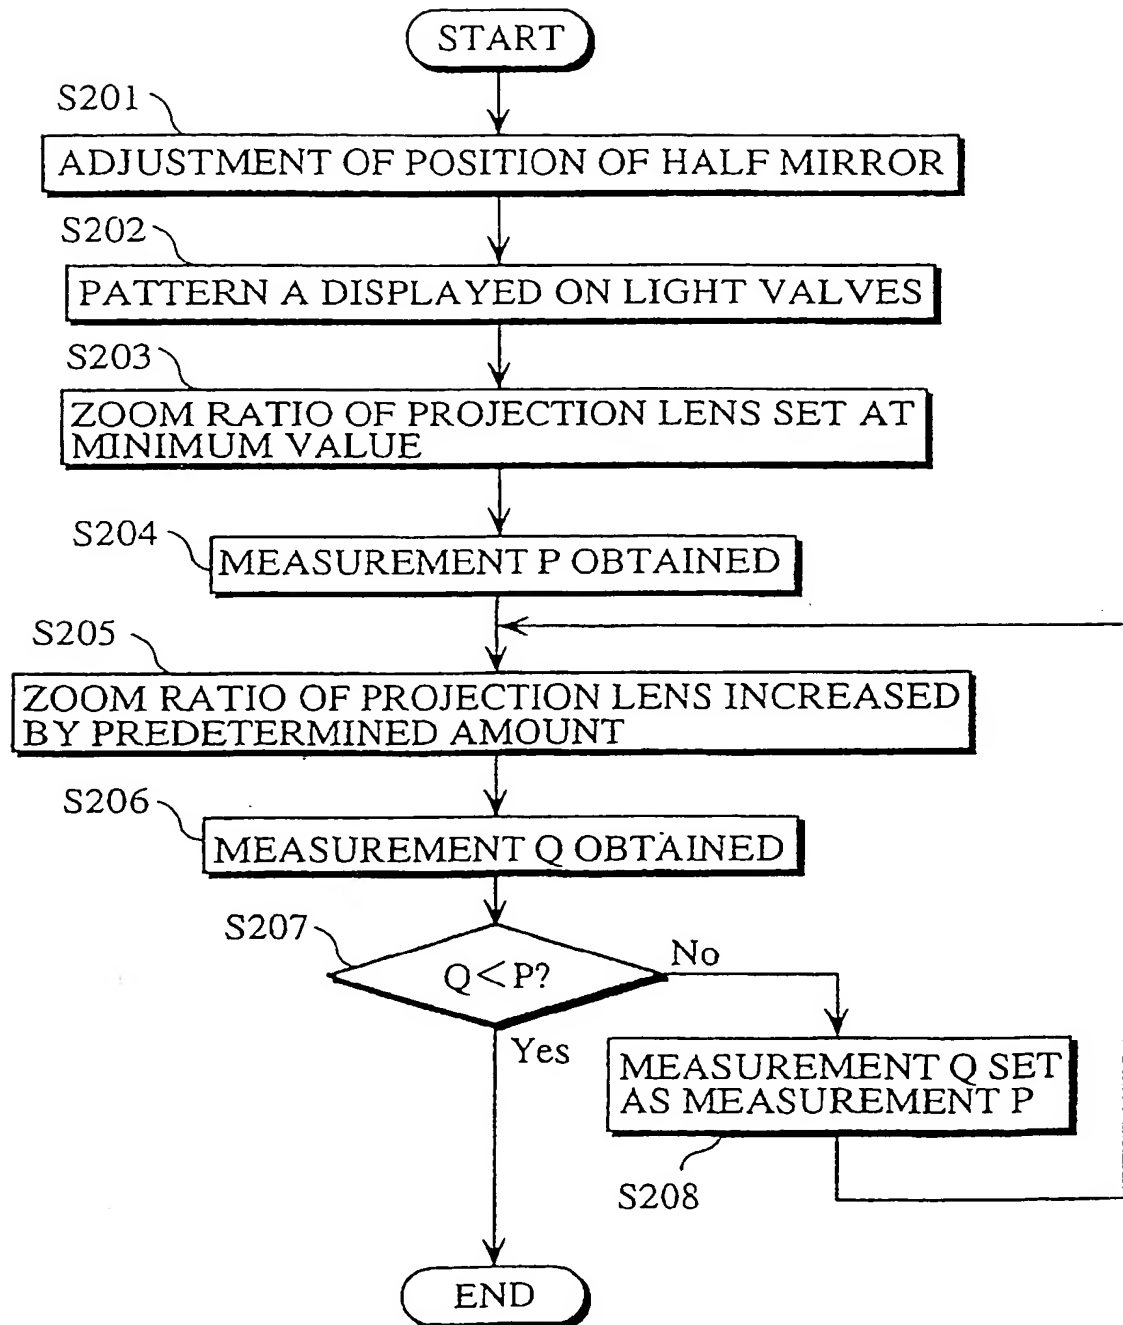 START
S201
ADJUSTMENT OF POSITION OF HALF MIRROR
S202
PATTERN A DISPLAYED ON LIGHT VALVES
S203
ZOOM RATIO OF PROJECTION LENS SET AT
MINIMUM VALUE
S204
MEASUREMENT P OBTAINED
S205
ZOOM RATIO OF PROJECTION LENS INCREASED
BY PREDETERMINED AMOUNT
S206
MEASUREMENT Q OBTAINED
S207
Q<P?
No
Yes
MEASUREMENT Q SET
AS MEASUREMENT P
S208
END